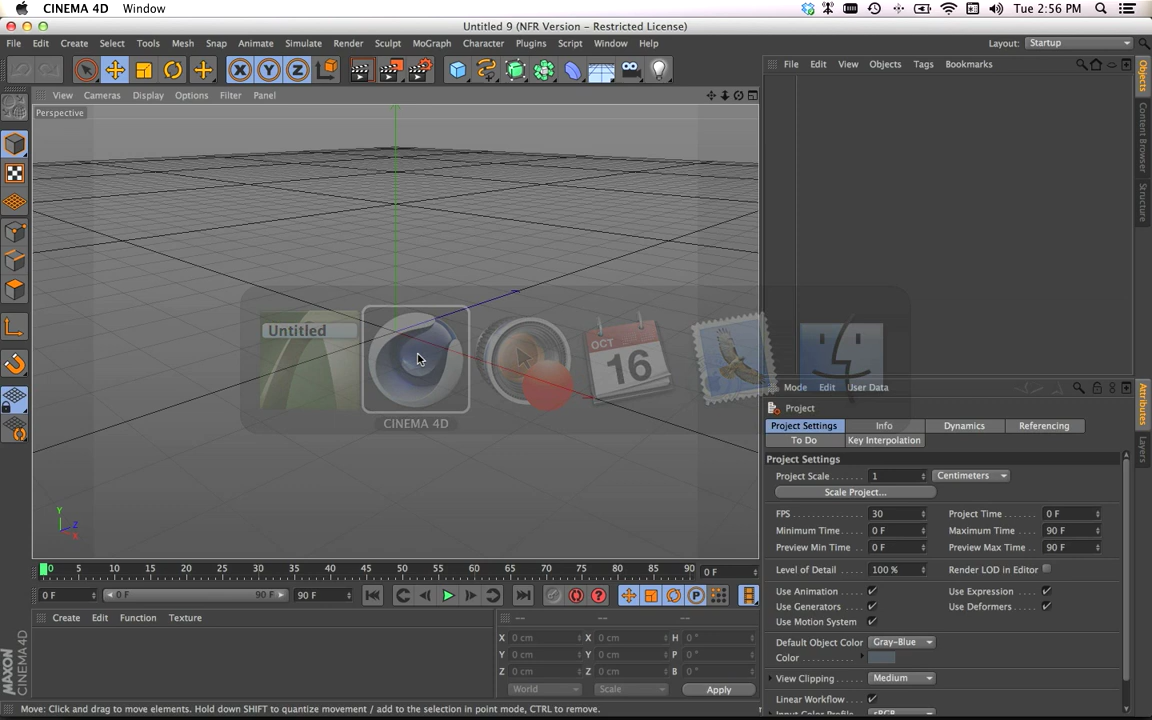 CINEMA 4D Window Tue 2:56 PM
Untitled 9 (NFR Version - Restricted License)
File Edit Create Select Tools Mesh Snap Animate Simulate Render Sculpt MoGraph Character Plugins Script Window Help Layout: Startup
X Y Z
File Edit View Objects Tags Bookmarks
View Cameras Display Options Filter Panel
Perspective
Objects
Content Browser
Structure
Untitled
OCT
16
CINEMA 4D
Y
Z
X
Mode Edit User Data
Attributes
Layers
Project
Project Settings Info Dynamics Referencing
To Do Key Interpolation
Project Settings
Project Scale 1 Centimeters
Scale Project...
FPS 30 Project Time 0 F
Minimum Time 0 F Maximum Time 90 F
Preview Min Time 0 F Preview Max Time 90 F
Level of Detail 100 % Render LOD in Editor
Use Animation Use Expression
Use Generators Use Deformers
Use Motion System
Default Object Color Gray-Blue
Color
View Clipping Medium
Linear Workflow
Input Color Profile sRGB
0 5 10 15 20 25 30 35 40 45 50 55 60 65 70 75 80 85 90 0 F
0 F 0 F 90 F 90 F
Create Edit Function Texture
-- -- --
X 0 cm X 0 cm H 0 °
Y 0 cm Y 0 cm P 0 °
Z 0 cm Z 0 cm B 0 °
World Scale Apply
MAXON
CINEMA 4D
Move: Click and drag to move elements. Hold down SHIFT to quantize movement / add to the selection in point mode, CTRL to remove.